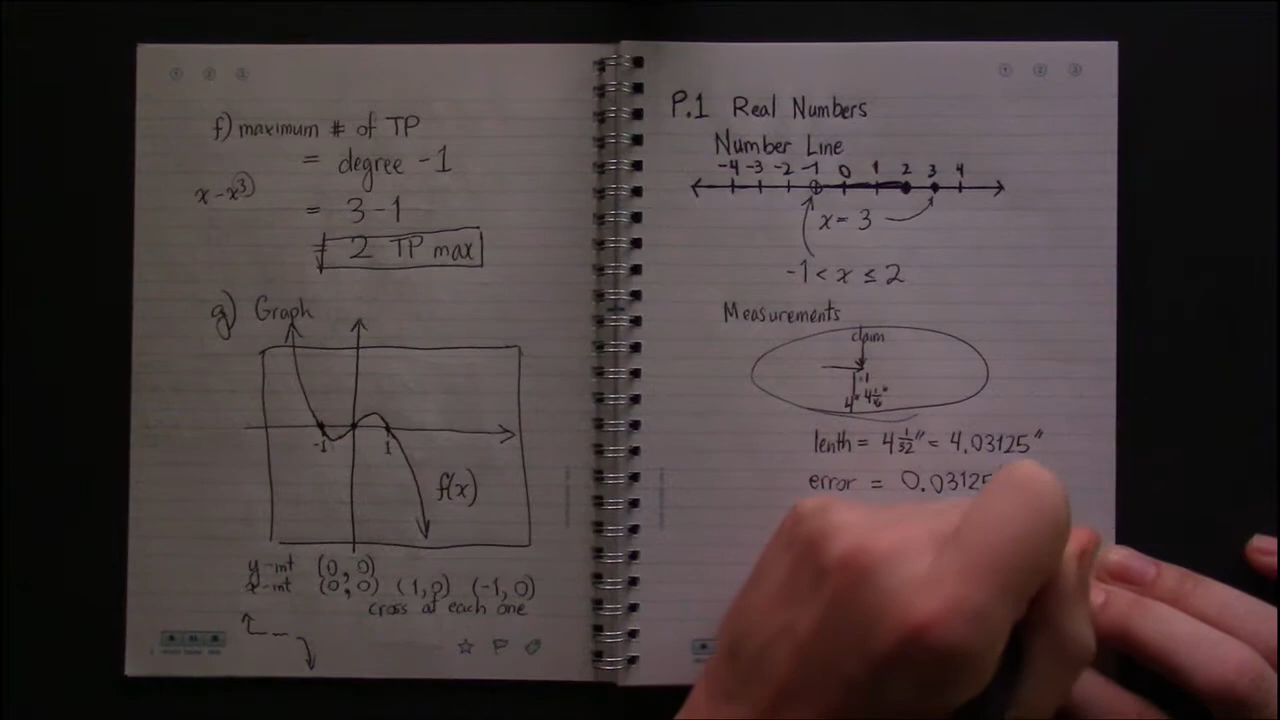 f) maximum # of TP
= degree -1
x-x³
= 3-1
= 2 TP max
g) Graph
-1
1
f(x)
y-int (0,0)
x-int (0,0) (1,0) (-1,0)
cross at each one
P.1 Real Numbers
Number Line
-4 -3 -2 -1 0 1 2 3 4
x = 3
-1 < x ≤ 2
Measurements
claim
4"
lenth = 4 1/32" = 4.03125"
error = 0.03125